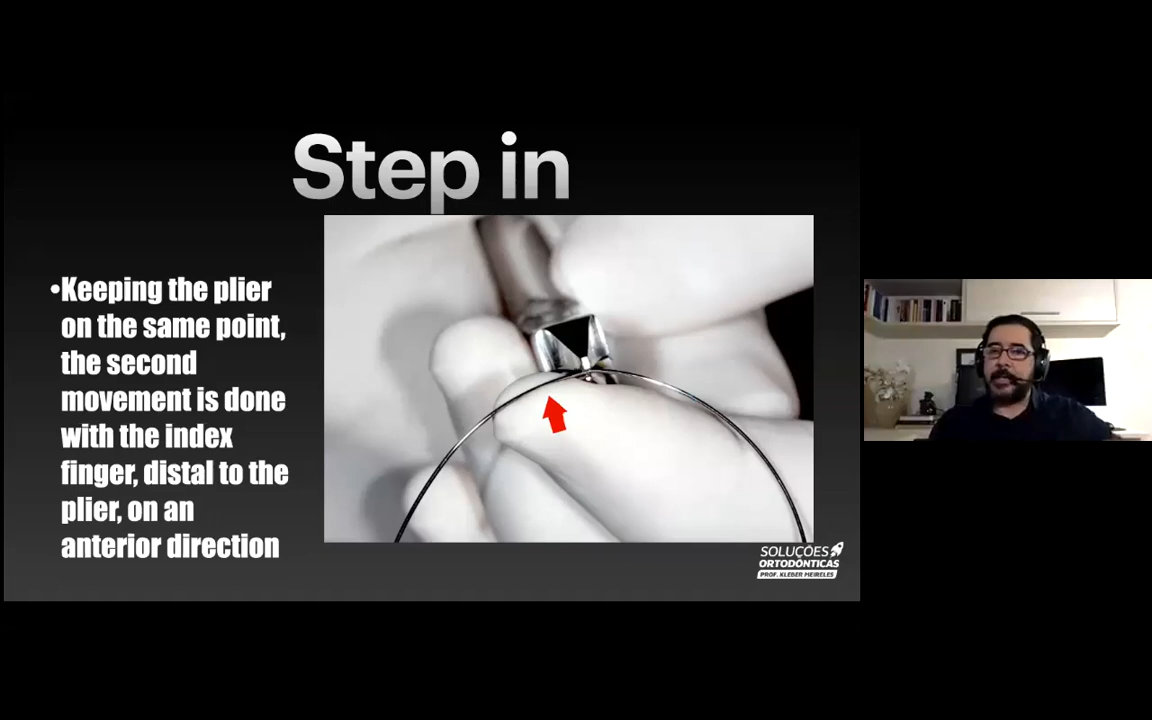 Step in
•Keeping the plier
on the same point,
the second
movement is done
with the index
finger, distal to the
plier, on an
anterior direction
SOLUÇÕES
ORTODÔNTICAS
PROF. KLEBER MEIRELES